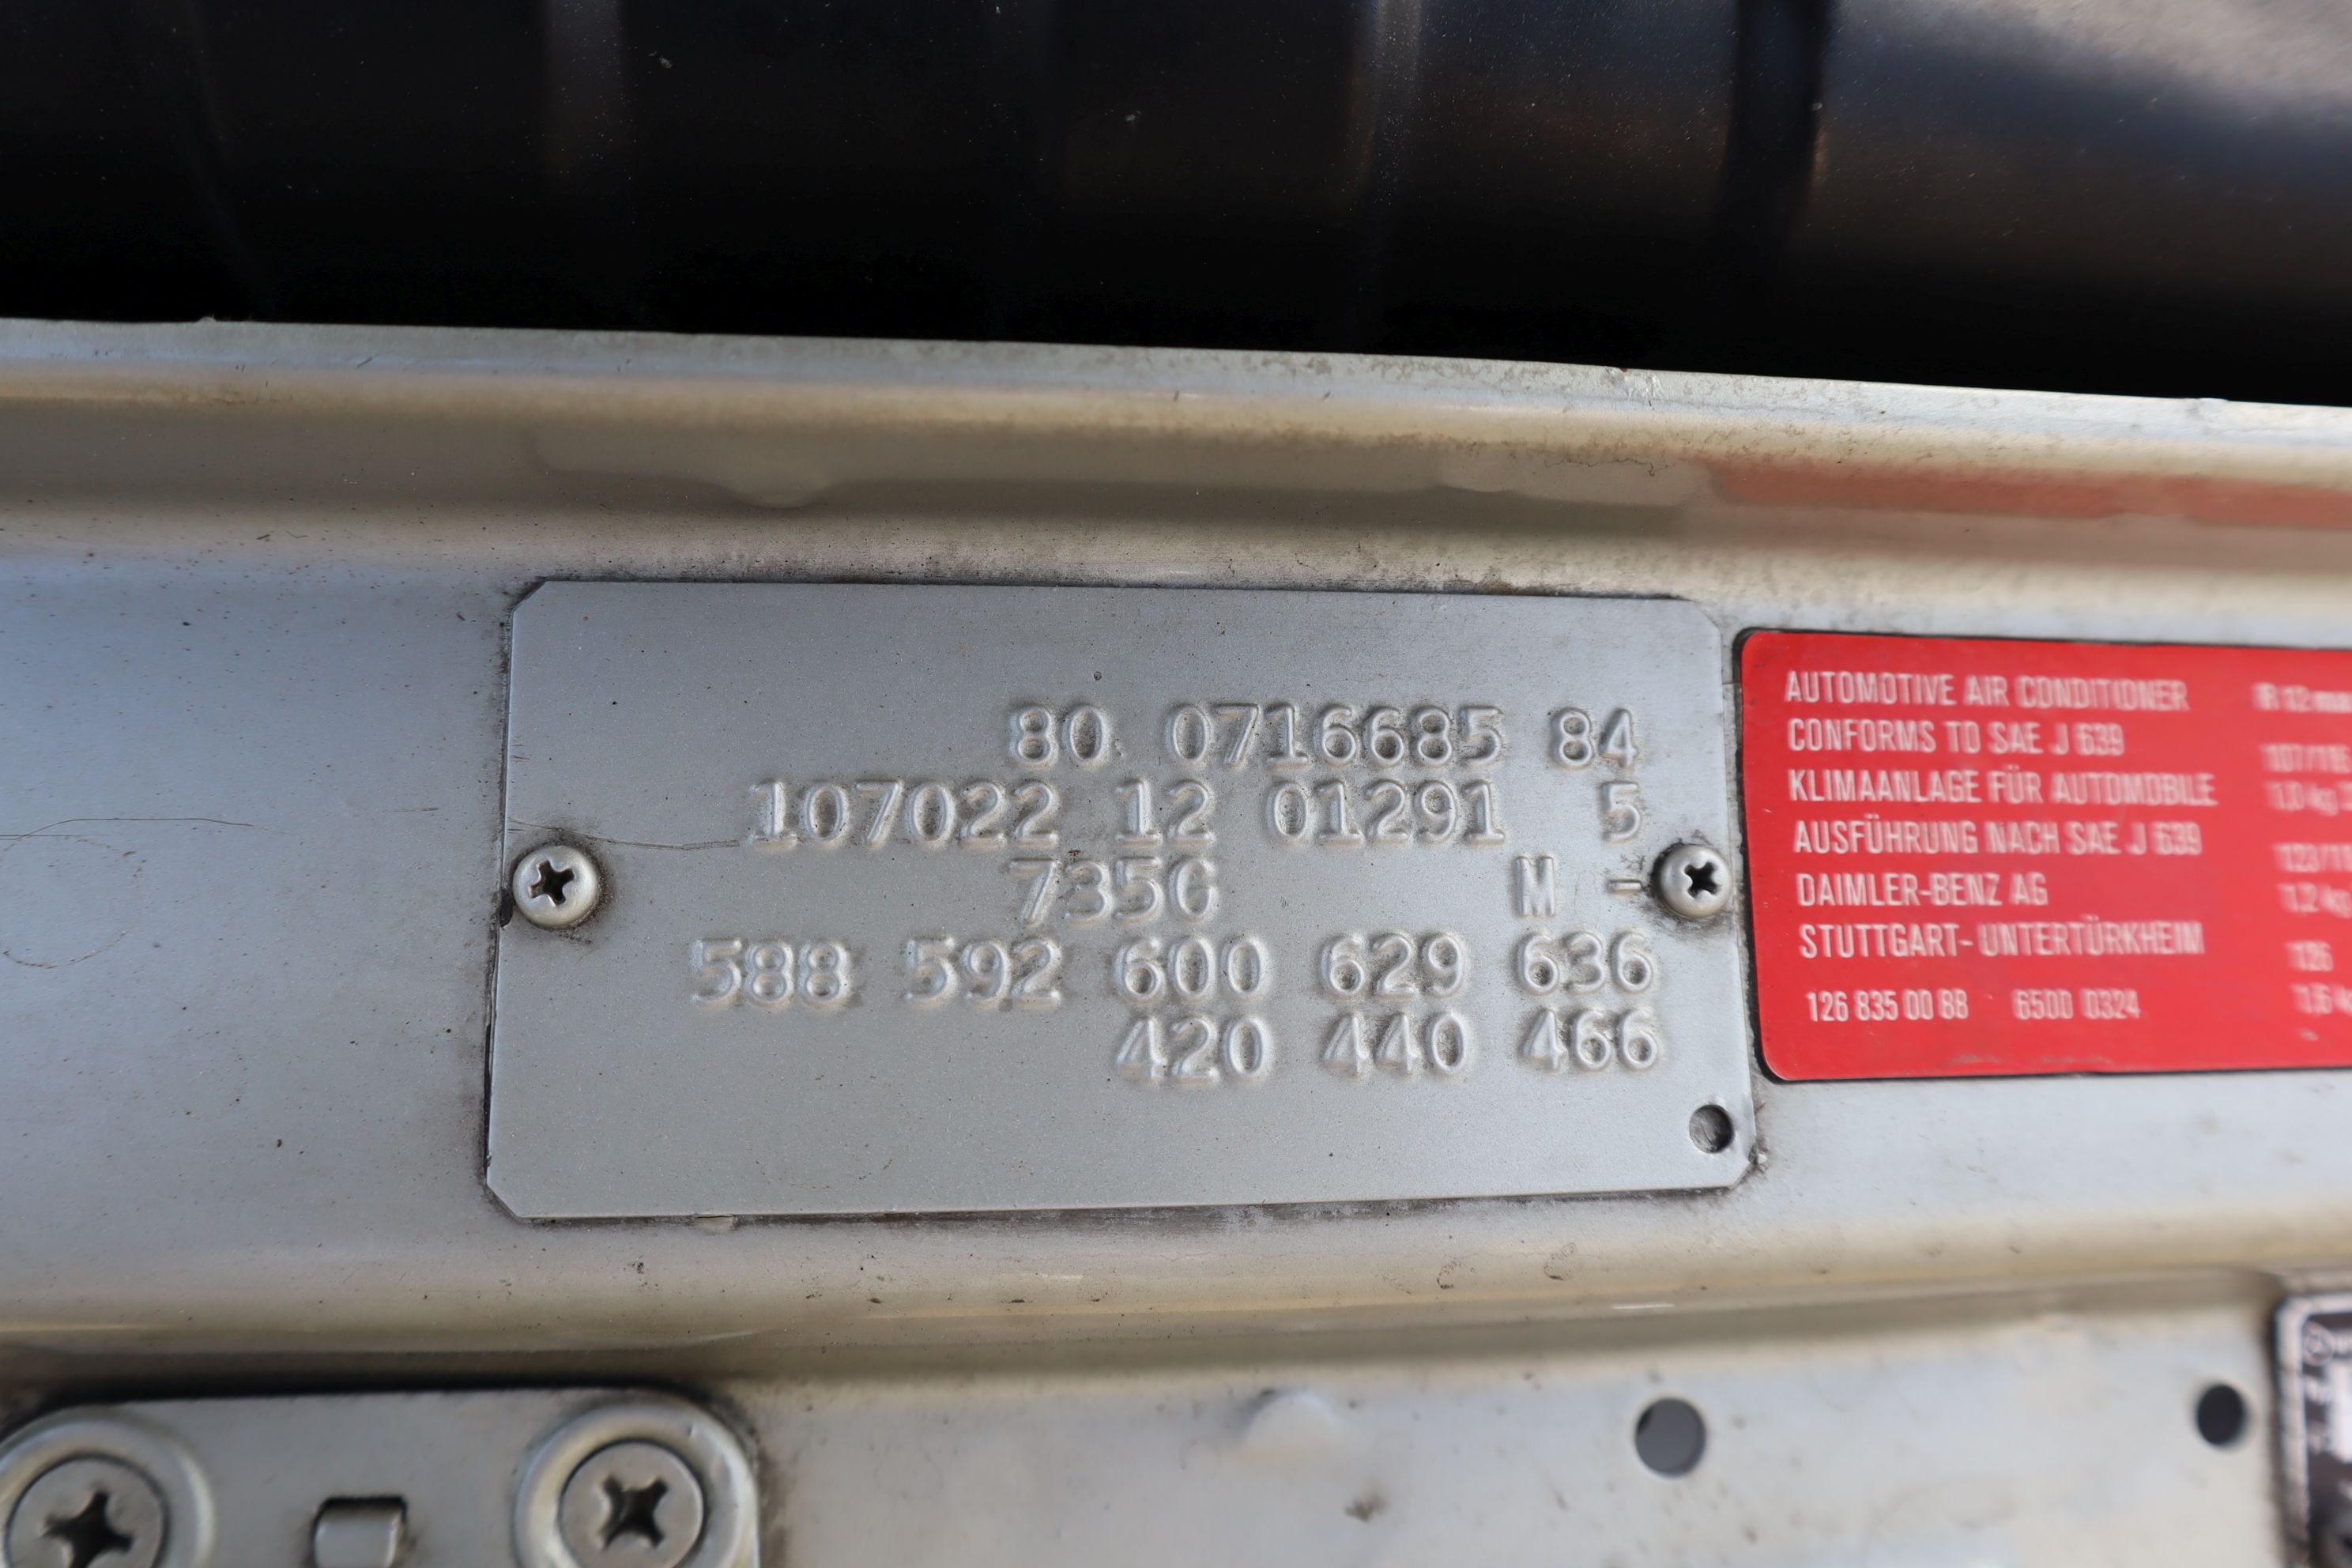 80 0716685 84
107022 12 01291 5
735G M -
588 592 600 629 636
420 440 466
AUTOMOTIVE AIR CONDITIONER
CONFORMS TO SAE J 639
KLIMAANLAGE FÜR AUTOMOBILE
AUSFÜHRUNG NACH SAE J 639
DAIMLER-BENZ AG
STUTTGART-UNTERTÜRKHEIM
126 835 00 88 6500 0324
R 12
126